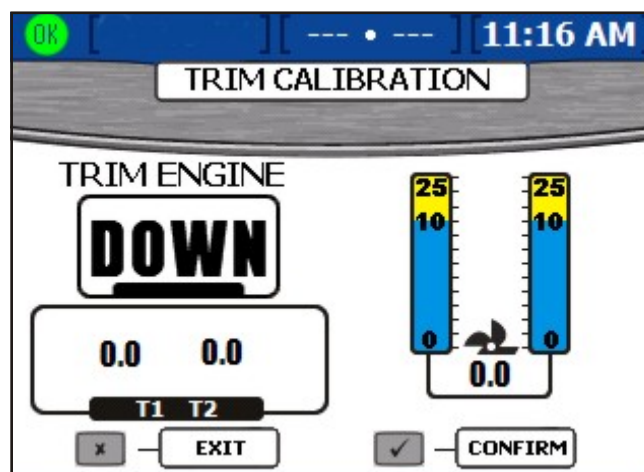 OK [ ] [ --- • --- ] 11:16 AM
TRIM CALIBRATION
TRIM ENGINE
DOWN
0.0 0.0
T1 T2
25 25
10 10
0 0
0.0
x EXIT
✓ CONFIRM